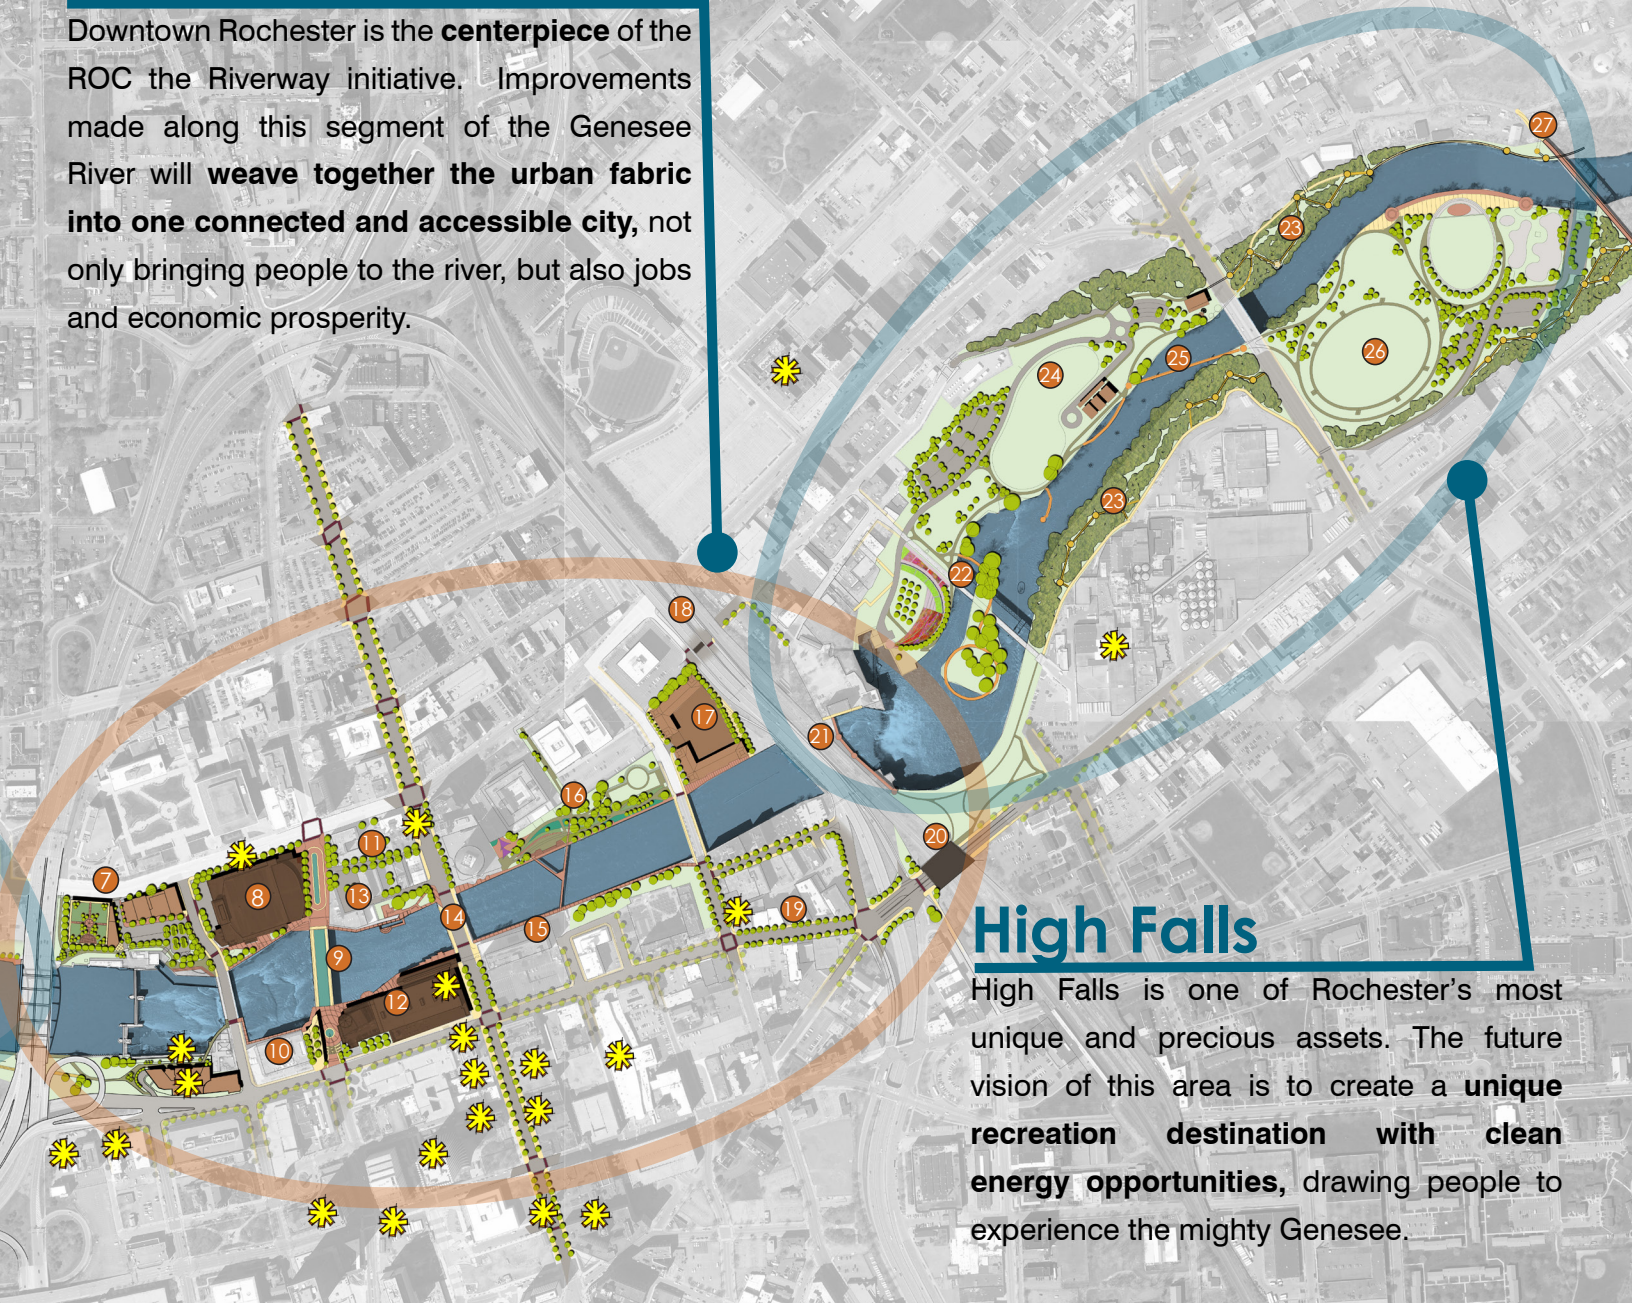 Downtown Rochester is the centerpiece of the
ROC the Riverway initiative. Improvements
made along this segment of the Genesee
River will weave together the urban fabric
into one connected and accessible city, not
only bringing people to the river, but also jobs
and economic prosperity.
27
23
23
26
25
24
23
22
18
17
21
16
20
11
7
8
13
19
14
15
9
12
10
High Falls
High Falls is one of Rochester's most
unique and precious assets. The future
vision of this area is to create a unique
recreation destination with clean
energy opportunities, drawing people to
experience the mighty Genesee.